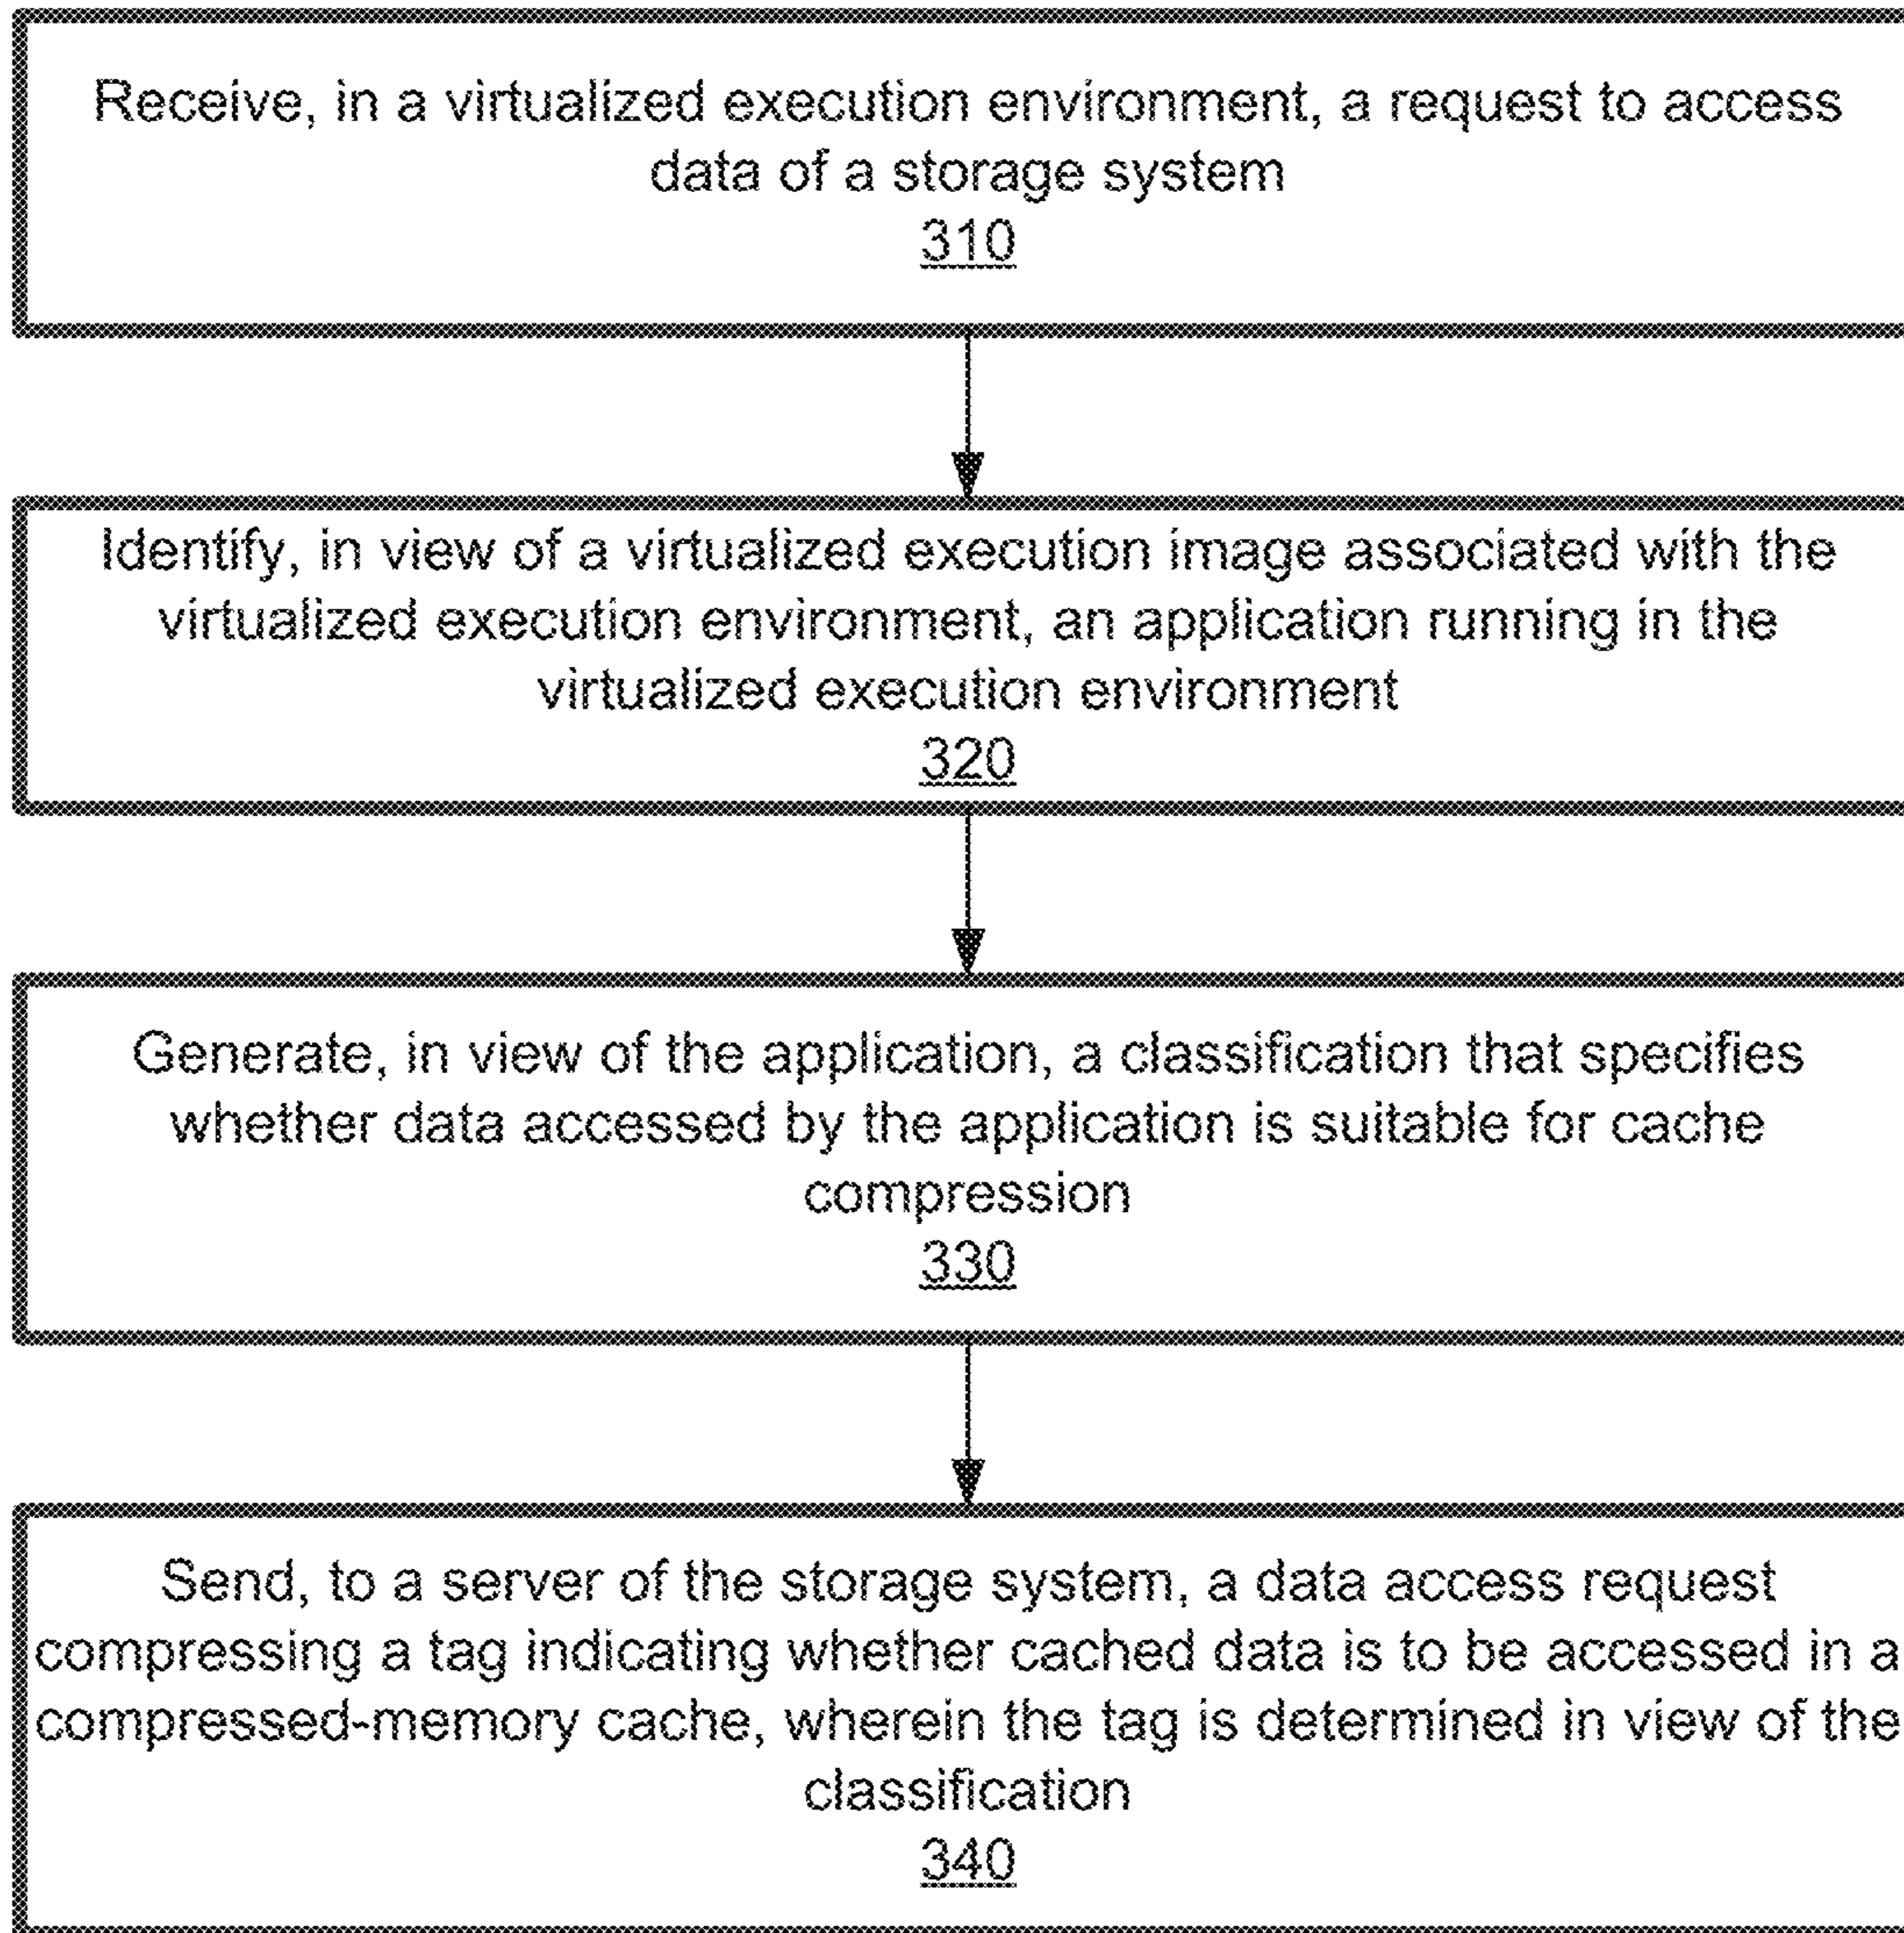 Receive, in a virtualized execution environment, a request to access
data of a storage system
310
Identify, in view of a virtualized execution image associated with the
virtualized execution environment, an application running in the
virtualized execution environment
320
Generate, in view of the application, a classification that specifies
whether data accessed by the application is suitable for cache
compression
330
Send, to a server of the storage system, a data access request
compressing a tag indicating whether cached data is to be accessed in a
compressed-memory cache, wherein the tag is determined in view of the
classification
340